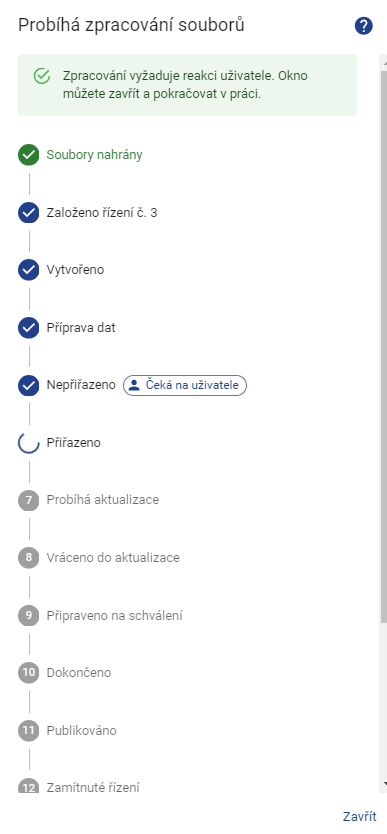 Probíhá zpracování souborů
?
Zpracování vyžaduje reakci uživatele. Okno
můžete zavřít a pokračovat v práci.
Soubory nahrány
Založeno řízení č. 3
Vytvořeno
Příprava dat
Nepřiřazeno Čeká na uživatele
Přiřazeno
7 Probíhá aktualizace
8 Vráceno do aktualizace
9 Připraveno na schválení
10 Dokončeno
11 Publikováno
12 Zamítnuté řízení
Zavřít